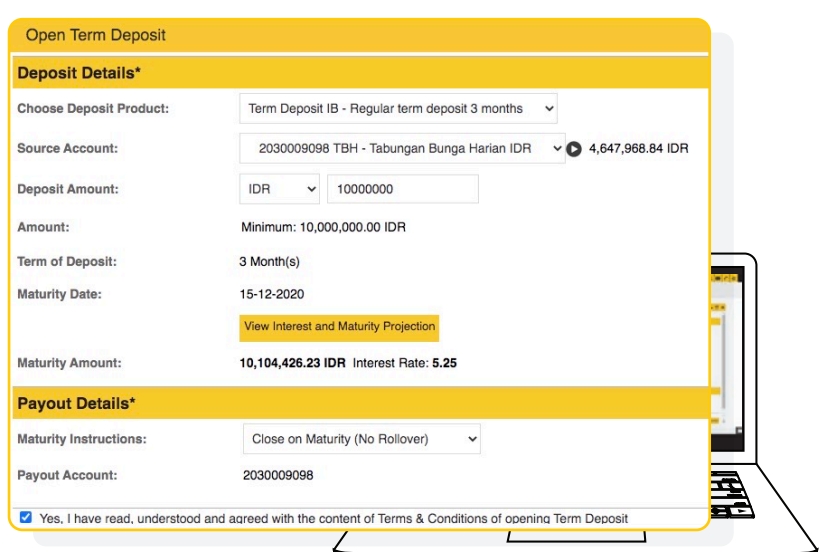 Open Term Deposit
Deposit Details*
Choose Deposit Product: Term Deposit IB - Regular term deposit 3 months
Source Account: 2030009098 TBH - Tabungan Bunga Harian IDR 4,647,968.84 IDR
Deposit Amount: IDR 10000000
Amount: Minimum: 10,000,000.00 IDR
Term of Deposit: 3 Month(s)
Maturity Date: 15-12-2020
View Interest and Maturity Projection
Maturity Amount: 10,104,426.23 IDR Interest Rate: 5.25
Payout Details*
Maturity Instructions: Close on Maturity (No Rollover)
Payout Account: 2030009098
Yes, I have read, understood and agreed with the content of Terms & Conditions of opening Term Deposit